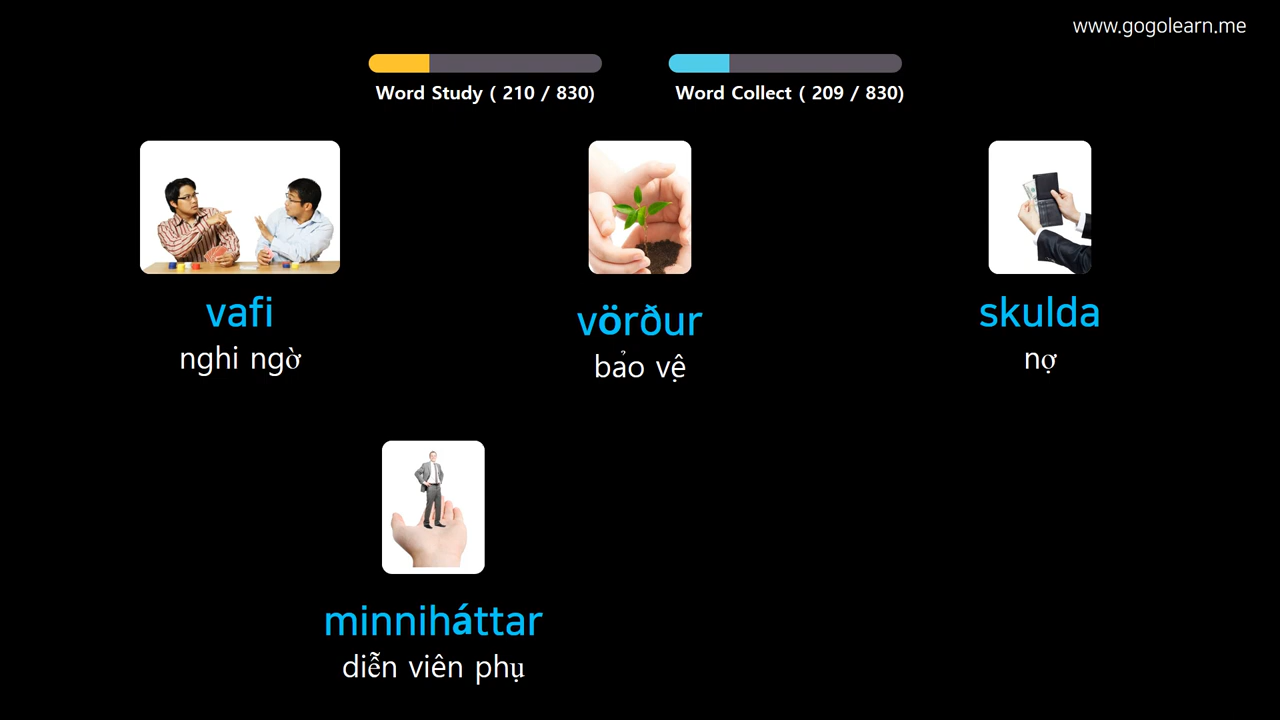 www.gogolearn.me
Word Study ( 210 / 830)
Word Collect ( 209 / 830)
vafi
nghi ngờ
vörður
bảo vệ
skulda
nợ
minniháttar
diễn viên phụ